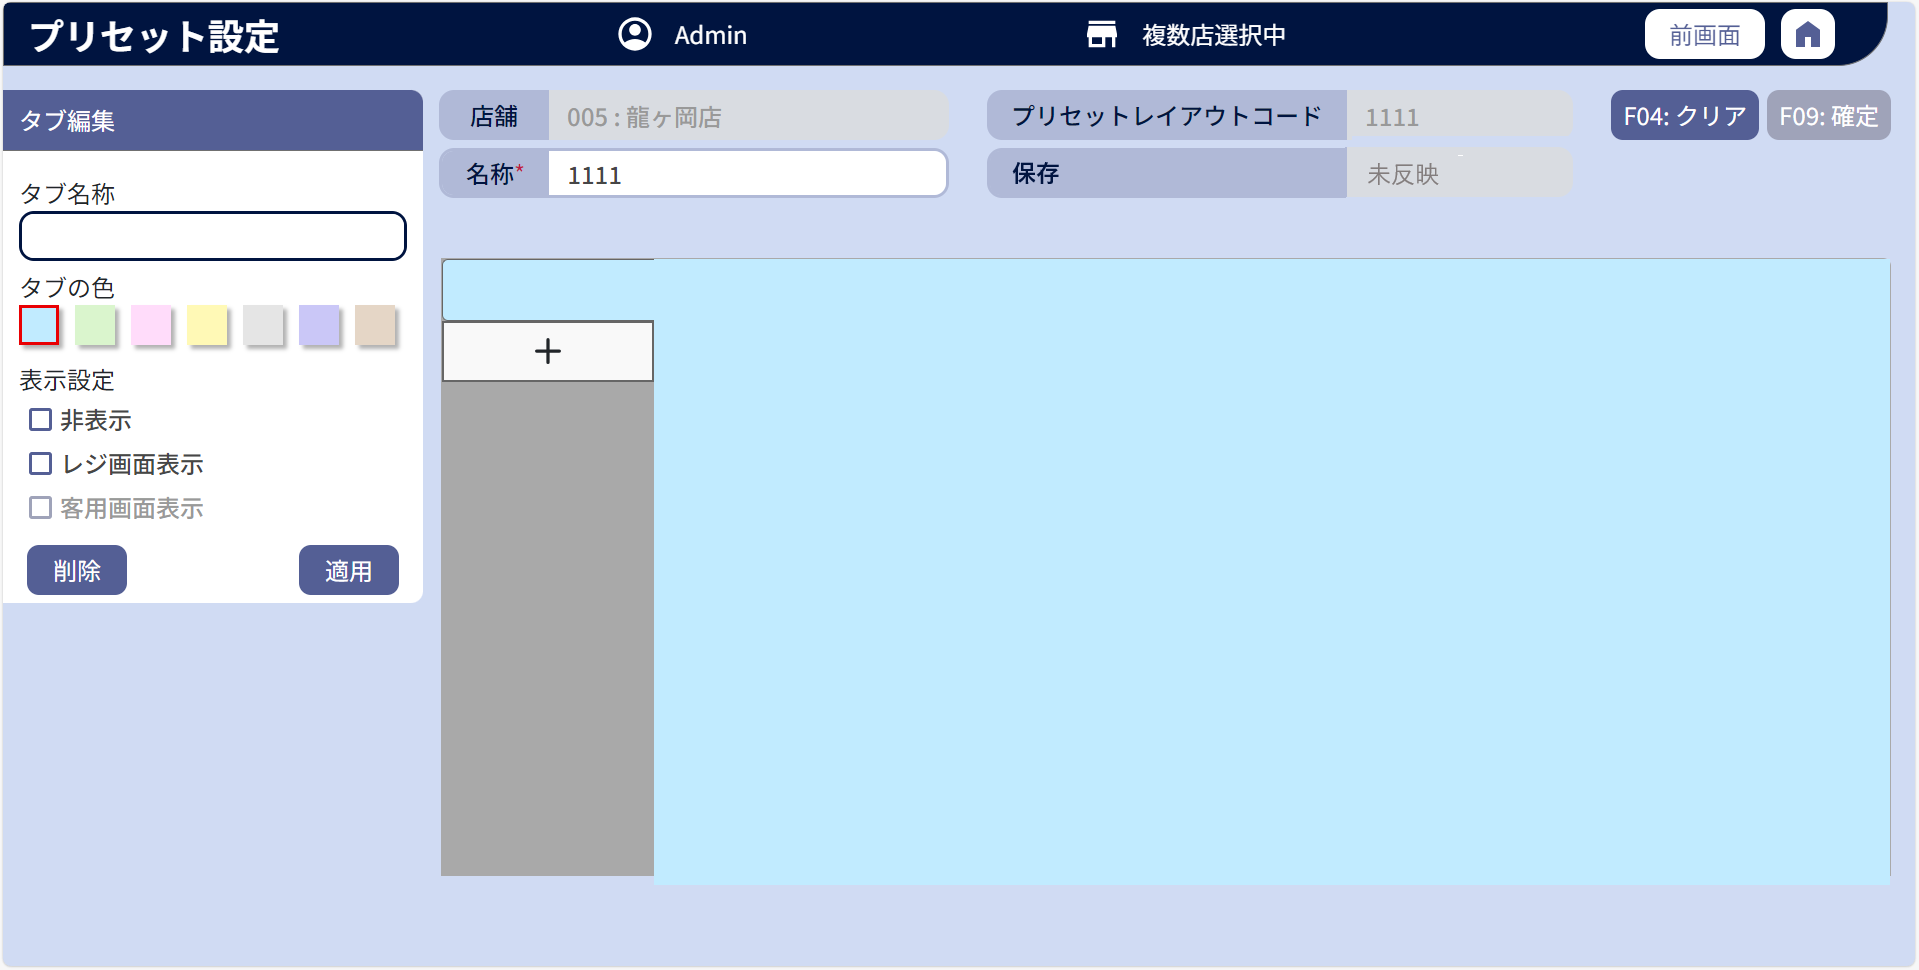 プリセット設定
Admin
複数店選択中
前画面
タブ編集
タブ名称
タブの色
表示設定
非表示
レジ画面表示
客用画面表示
削除
適用
店舗
005 : 龍ヶ岡店
プリセットレイアウトコード
1111
F04: クリア
F09: 確定
名称*
1111
保存
未反映
+